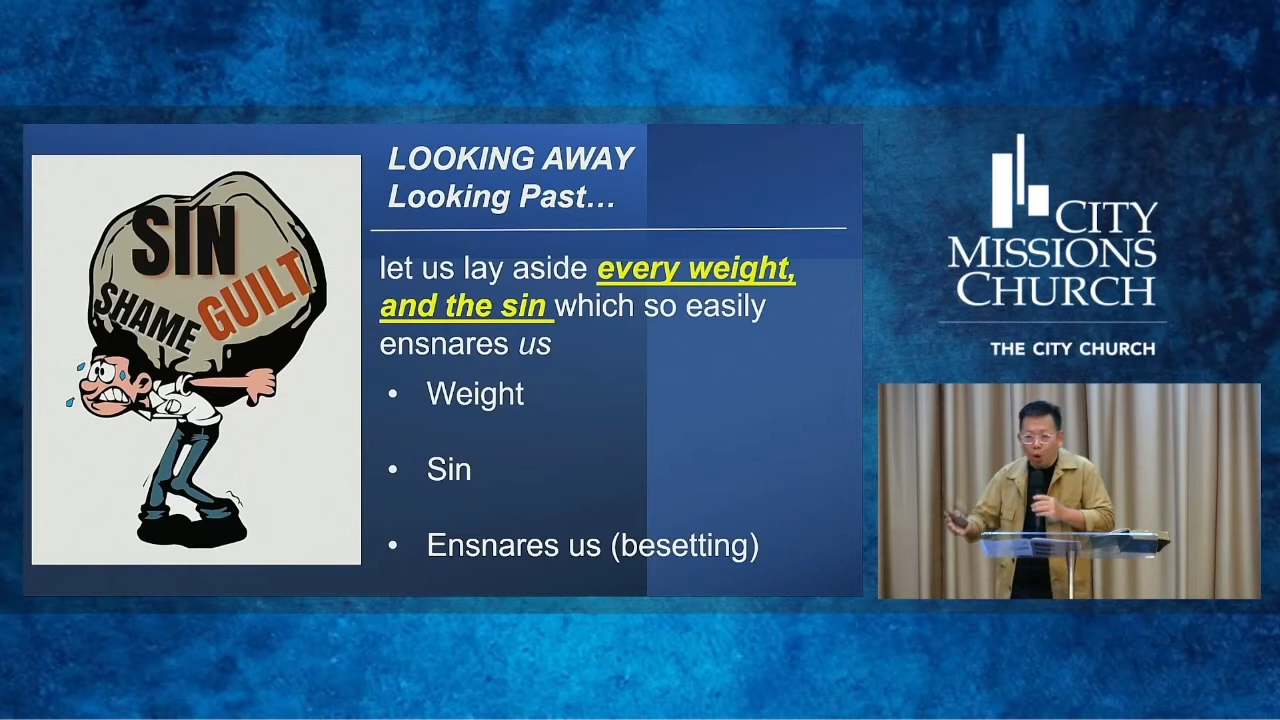 LOOKING AWAY
Looking Past...
let us lay aside every weight,
and the sin which so easily
ensnares us
• Weight
• Sin
• Ensnares us (besetting)
SIN
SHAME
GUILT
CITY
MISSIONS
CHURCH
THE CITY CHURCH